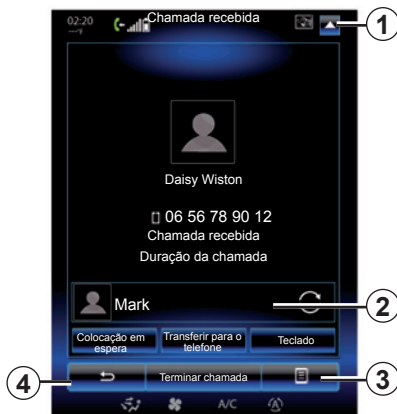 02:20
Chamada recebida
1
Daisy Wiston
06 56 78 90 12
Chamada recebida
Duração da chamada
Mark
2
Colocação em
espera
Transferir para o
telefone
Teclado
4
Terminar chamada
3
A/C
(A)